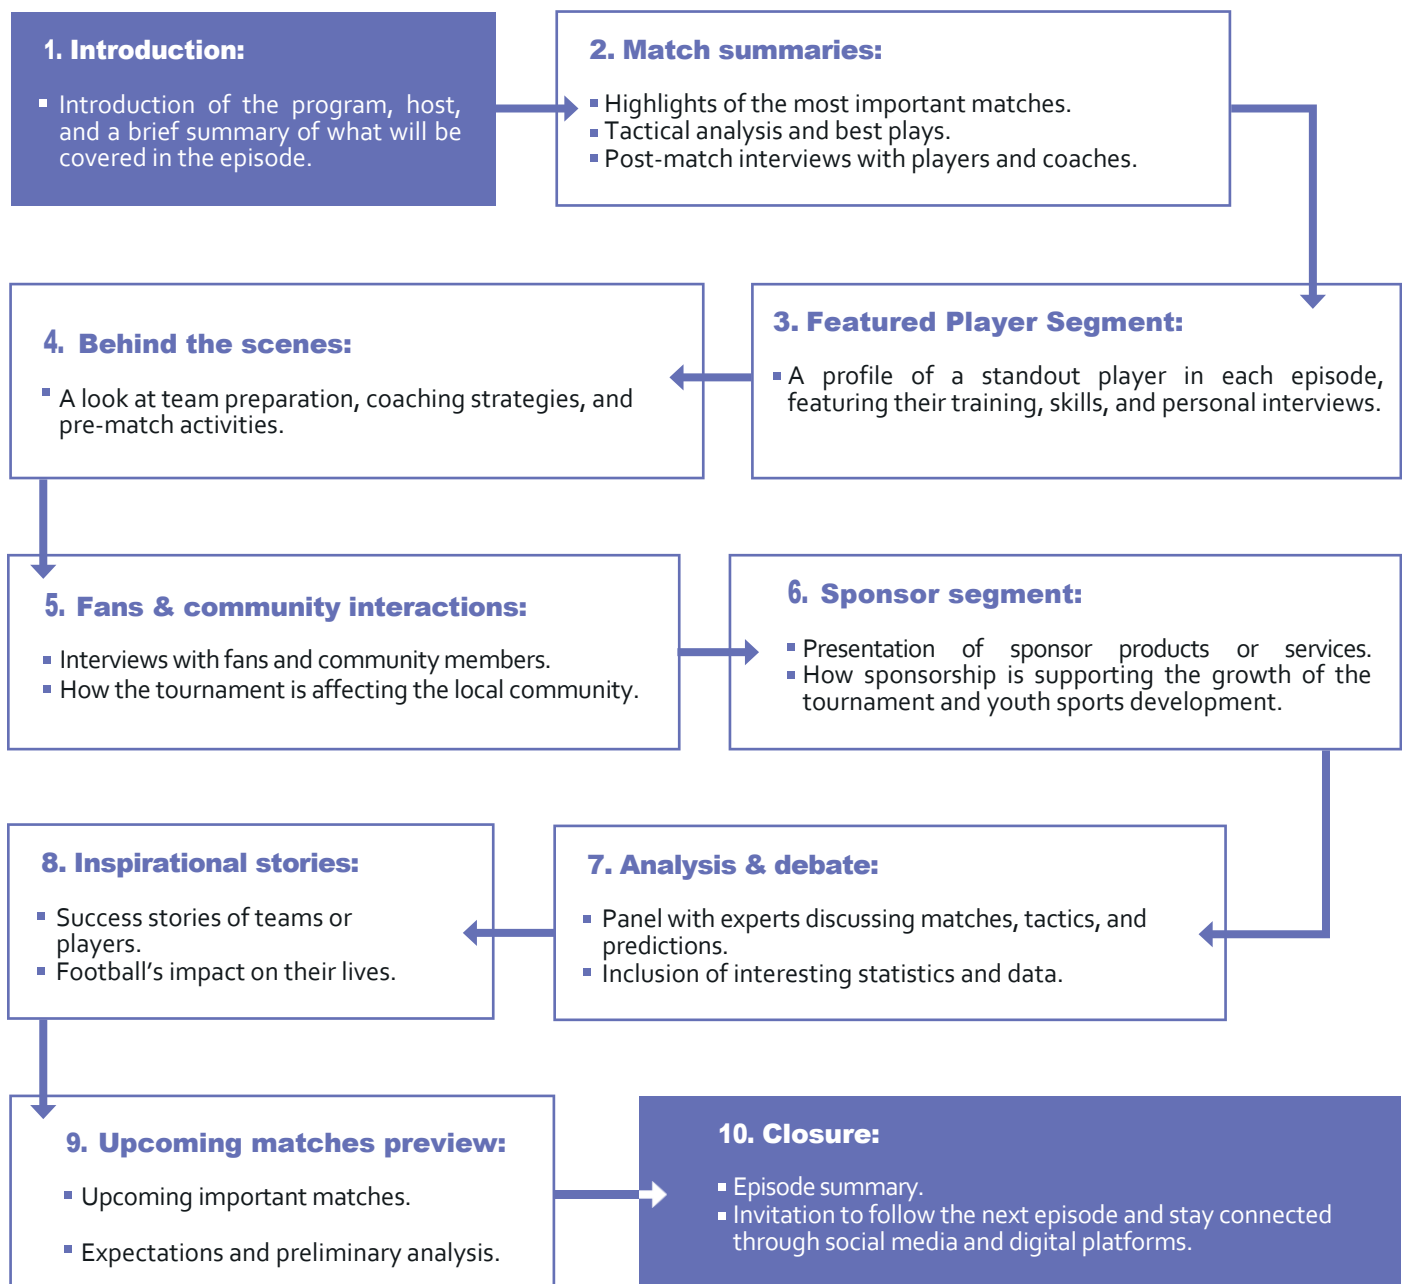 1. Introduction:
▪ Introduction of the program, host,
and a brief summary of what will be
covered in the episode.
2. Match summaries:
▪ Highlights of the most important matches.
▪ Tactical analysis and best plays.
▪ Post-match interviews with players and coaches.
3. Featured Player Segment:
▪ A profile of a standout player in each episode,
featuring their training, skills, and personal interviews.
4. Behind the scenes:
▪ A look at team preparation, coaching strategies, and
pre-match activities.
5. Fans & community interactions:
▪ Interviews with fans and community members.
▪ How the tournament is affecting the local community.
6. Sponsor segment:
▪ Presentation of sponsor products or services.
▪ How sponsorship is supporting the growth of the
tournament and youth sports development.
7. Analysis & debate:
▪ Panel with experts discussing matches, tactics, and
predictions.
▪ Inclusion of interesting statistics and data.
8. Inspirational stories:
▪ Success stories of teams or
players.
▪ Football's impact on their lives.
9. Upcoming matches preview:
▪ Upcoming important matches.
▪ Expectations and preliminary analysis.
10. Closure:
▪ Episode summary.
▪ Invitation to follow the next episode and stay connected
through social media and digital platforms.